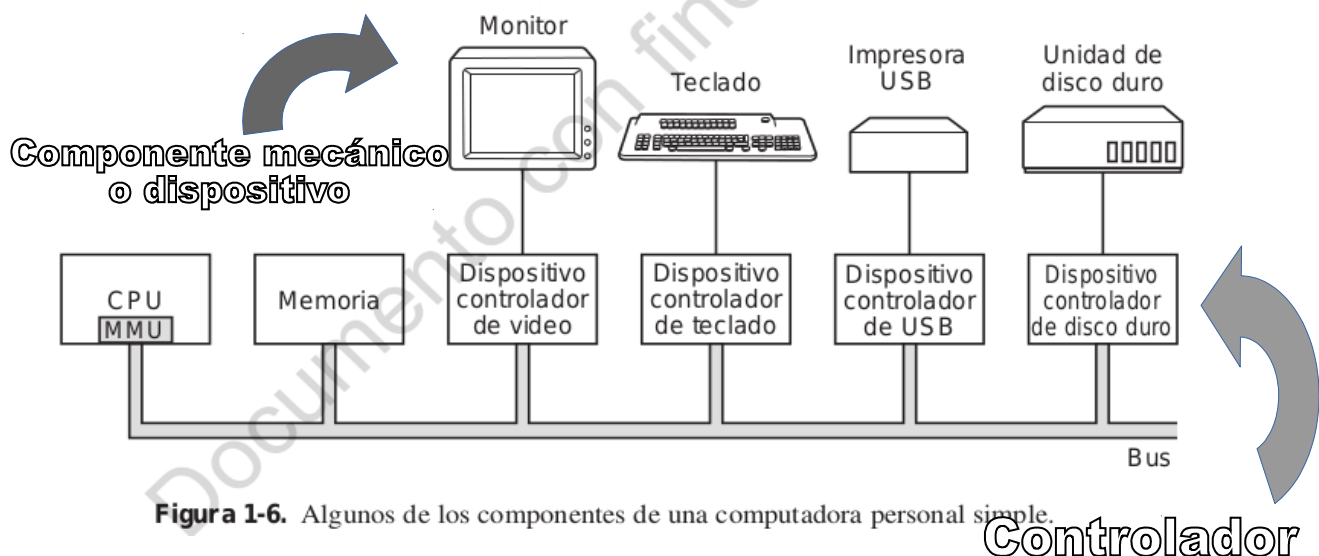 Monitor
Teclado
Impresora
USB
Unidad de
disco duro
Componente mecánico
o dispositivo
CPU
MMU
Memoria
Dispositivo
controlador
de video
Dispositivo
controlador
de teclado
Dispositivo
controlador
de USB
Dispositivo
controlador
de disco duro
Bus
Figura 1-6. Algunos de los componentes de una computadora personal simple.
Controlador
Documento con